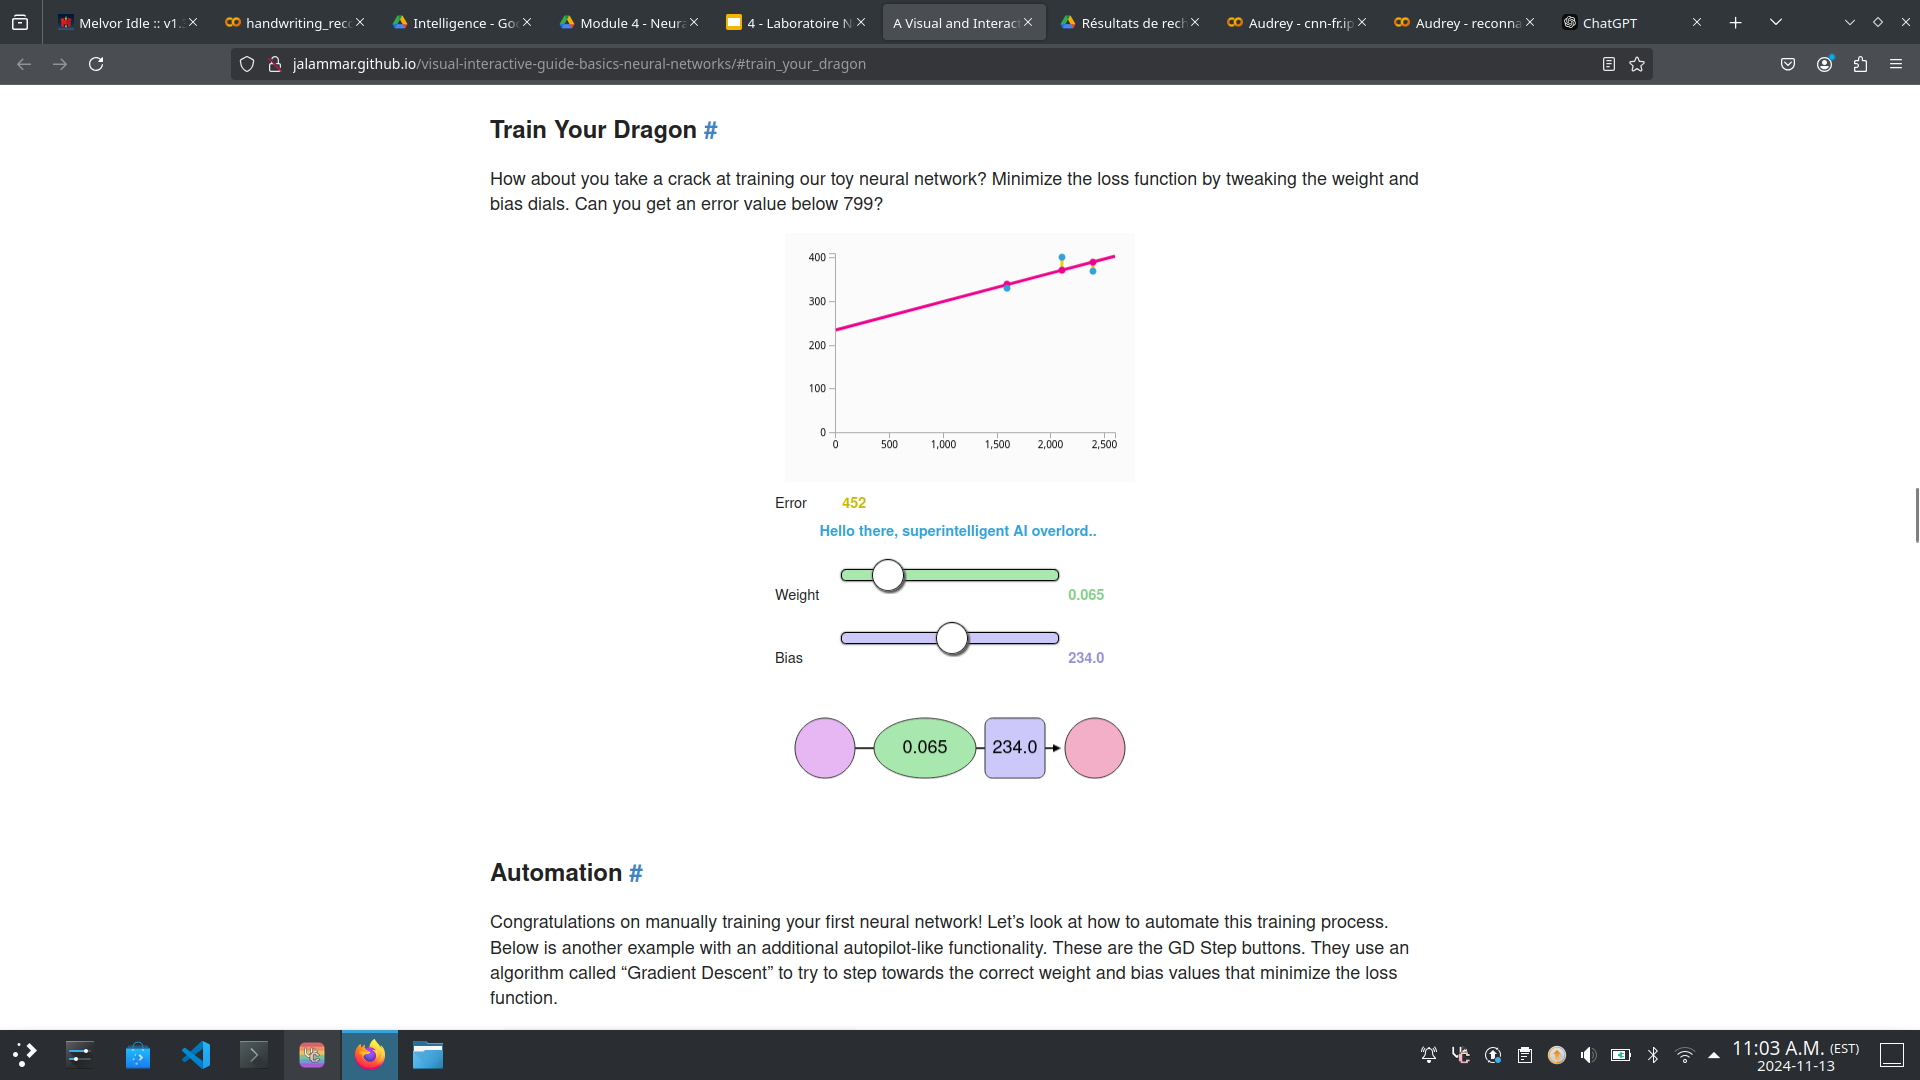 Melvor Idle :: v1.
handwriting_rec
Intelligence - Go
Module 4 - Neur
4 - Laboratoire N
A Visual and Interac
Résultats de rech
Audrey - cnn-fr.ip
Audrey - reconna
ChatGPT
jalammar.github.io/visual-interactive-guide-basics-neural-networks/#train_your_dragon
Train Your Dragon #
How about you take a crack at training our toy neural network? Minimize the loss function by tweaking the weight and
bias dials. Can you get an error value below 799?
400
300
200
100
0
0 500 1,000 1,500 2,000 2,500
Error 452
Hello there, superintelligent AI overlord..
Weight 0.065
Bias 234.0
0.065 234.0
Automation #
Congratulations on manually training your first neural network! Let’s look at how to automate this training process.
Below is another example with an additional autopilot-like functionality. These are the GD Step buttons. They use an
algorithm called “Gradient Descent” to try to step towards the correct weight and bias values that minimize the loss
function.
11:03 A.M. (EST)
2024-11-13